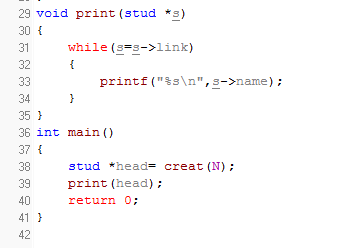 29 void print(stud *s)
30 {
31 while(s=s->link)
32 {
33 printf("%s\n",s->name);
34 }
35 }
36 int main()
37 {
38 stud *head= creat(N);
39 print(head);
40 return 0;
41 }
42